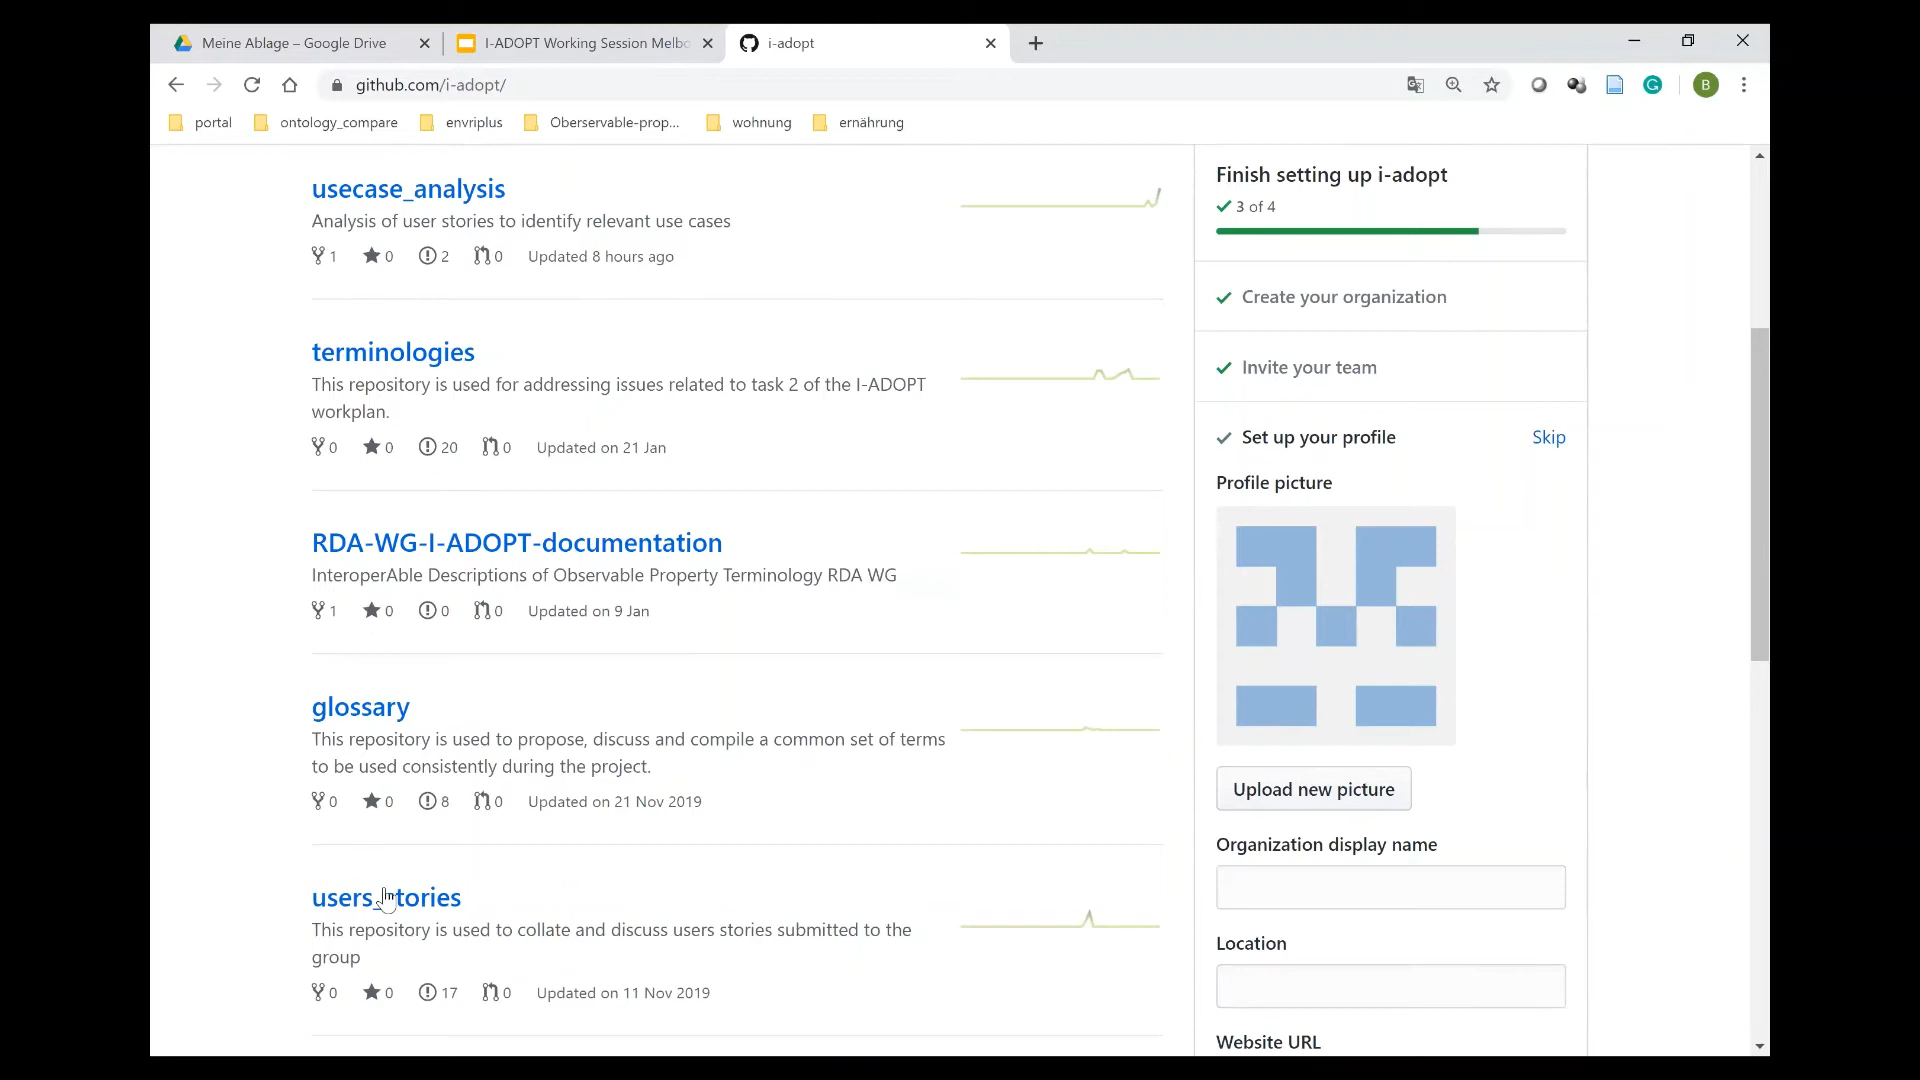 Meine Ablage – Google Drive
I-ADOPT Working Session Melbo
i-adopt
github.com/i-adopt/
B
portal
ontology_compare
envriplus
Oberservable-prop...
wohnung
ernährung
usecase_analysis
Analysis of user stories to identify relevant use cases
1 0 2 0 Updated 8 hours ago
terminologies
This repository is used for addressing issues related to task 2 of the I-ADOPT
workplan.
0 0 20 0 Updated on 21 Jan
RDA-WG-I-ADOPT-documentation
InteroperAble Descriptions of Observable Property Terminology RDA WG
1 0 0 0 Updated on 9 Jan
glossary
This repository is used to propose, discuss and compile a common set of terms
to be used consistently during the project.
0 0 8 0 Updated on 21 Nov 2019
users_stories
This repository is used to collate and discuss users stories submitted to the
group
0 0 17 0 Updated on 11 Nov 2019
Finish setting up i-adopt
3 of 4
Create your organization
Invite your team
Set up your profile
Skip
Profile picture
Upload new picture
Organization display name
Location
Website URL